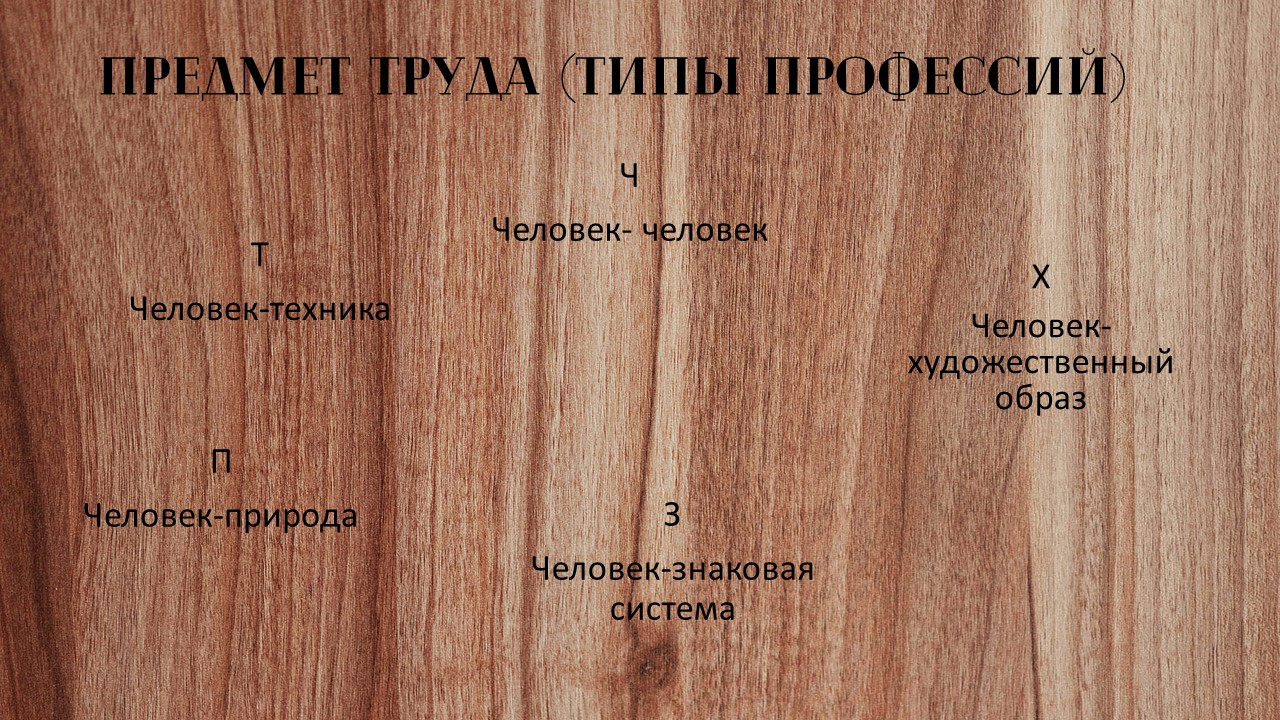 ПРЕДМЕТ ТРУДА (ТИПЫ ПРОФЕССИЙ)
Ч
Человек- человек
Т
Человек-техника
Х
Человек-
художественный
образ
П
Человек-природа
З
Человек-знаковая
система